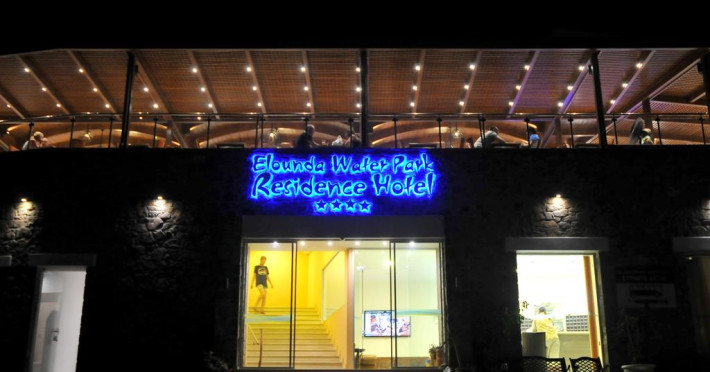 Elounda Water Park
Residence Hotel